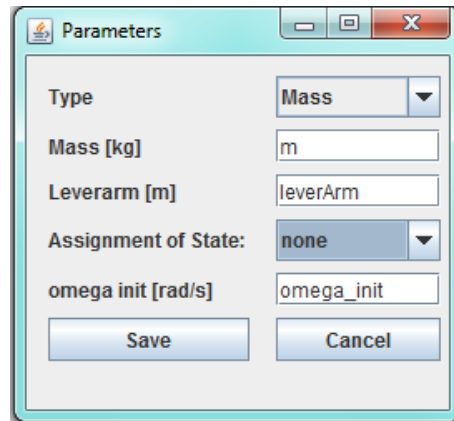 Parameters
Type Mass
Mass [kg] m
Leverarm [m] leverArm
Assignment of State: none
omega init [rad/s] omega_init
Save Cancel